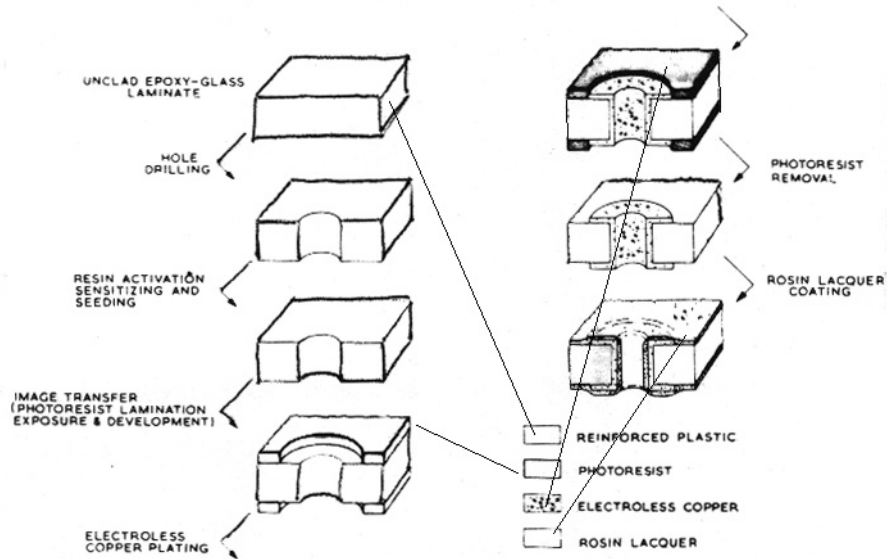 UNCLAD EPOXY-GLASS
LAMINATE
HOLE
DRILLING
RESIN ACTIVATION
SENSITIZING AND
SEEDING
IMAGE TRANSFER
(PHOTORESIST LAMINATION
EXPOSURE & DEVELOPMENT)
ELECTROLESS
COPPER PLATING
PHOTORESIST
REMOVAL
ROSIN LACQUER
COATING
REINFORCED PLASTIC
PHOTORESIST
ELECTROLESS COPPER
ROSIN LACQUER